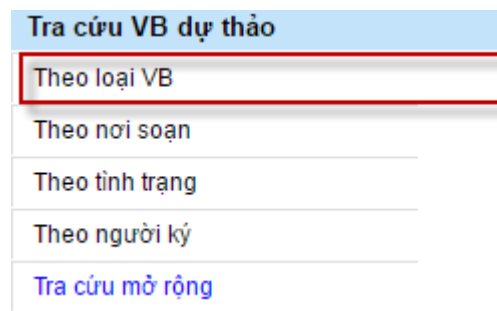 Tra cứu VB dự thảo
Theo loại VB
Theo nơi soạn
Theo tình trạng
Theo người ký
Tra cứu mở rộng